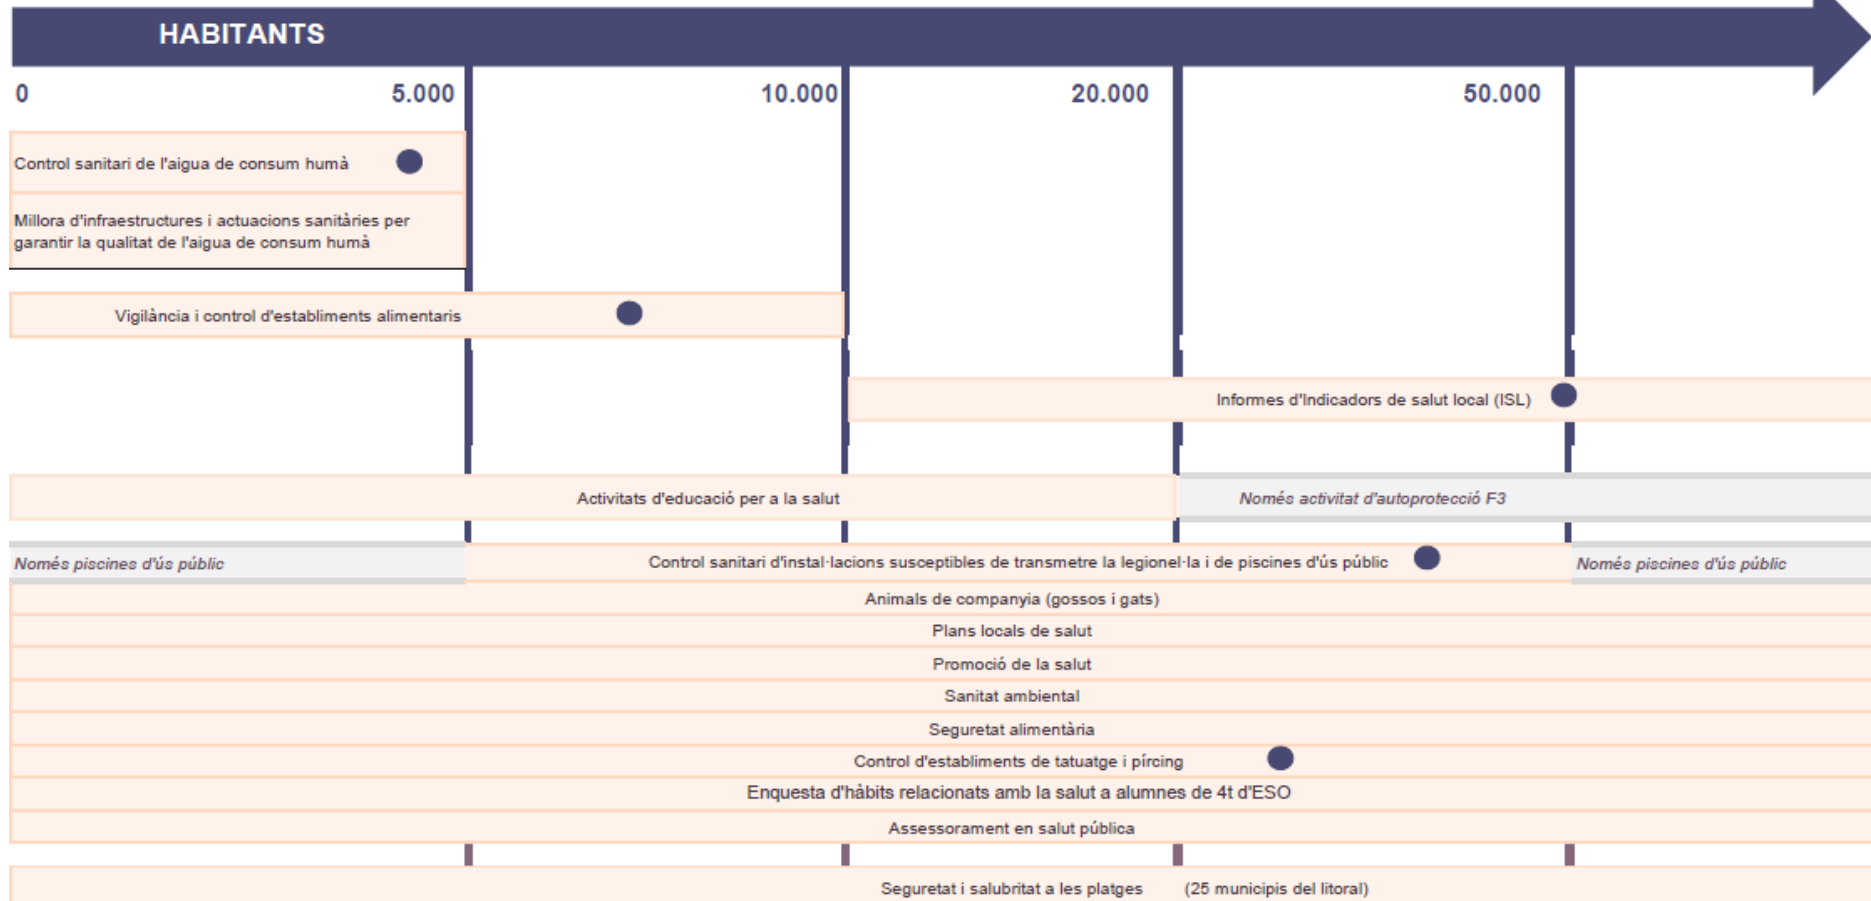 HABITANTS
0 5.000 10.000 20.000 50.000
Control sanitari de l'aigua de consum humà
Millora d'infraestructures i actuacions sanitàries per
garantir la qualitat de l'aigua de consum humà
Vigilància i control d'establiments alimentaris
Informes d'Indicadors de salut local (ISL)
Activitats d'educació per a la salut
Només activitat d'autoprotecció F3
Només piscines d'ús públic
Control sanitari d'instal·lacions susceptibles de transmetre la legionel·la i de piscines d'ús públic
Només piscines d'ús públic
Animals de companyia (gossos i gats)
Plans locals de salut
Promoció de la salut
Sanitat ambiental
Seguretat alimentària
Control d'establiments de tatuatge i pírcing
Enquesta d'hàbits relacionats amb la salut a alumnes de 4t d'ESO
Assessorament en salut pública
Seguretat i salubritat a les platges (25 municipis del litoral)